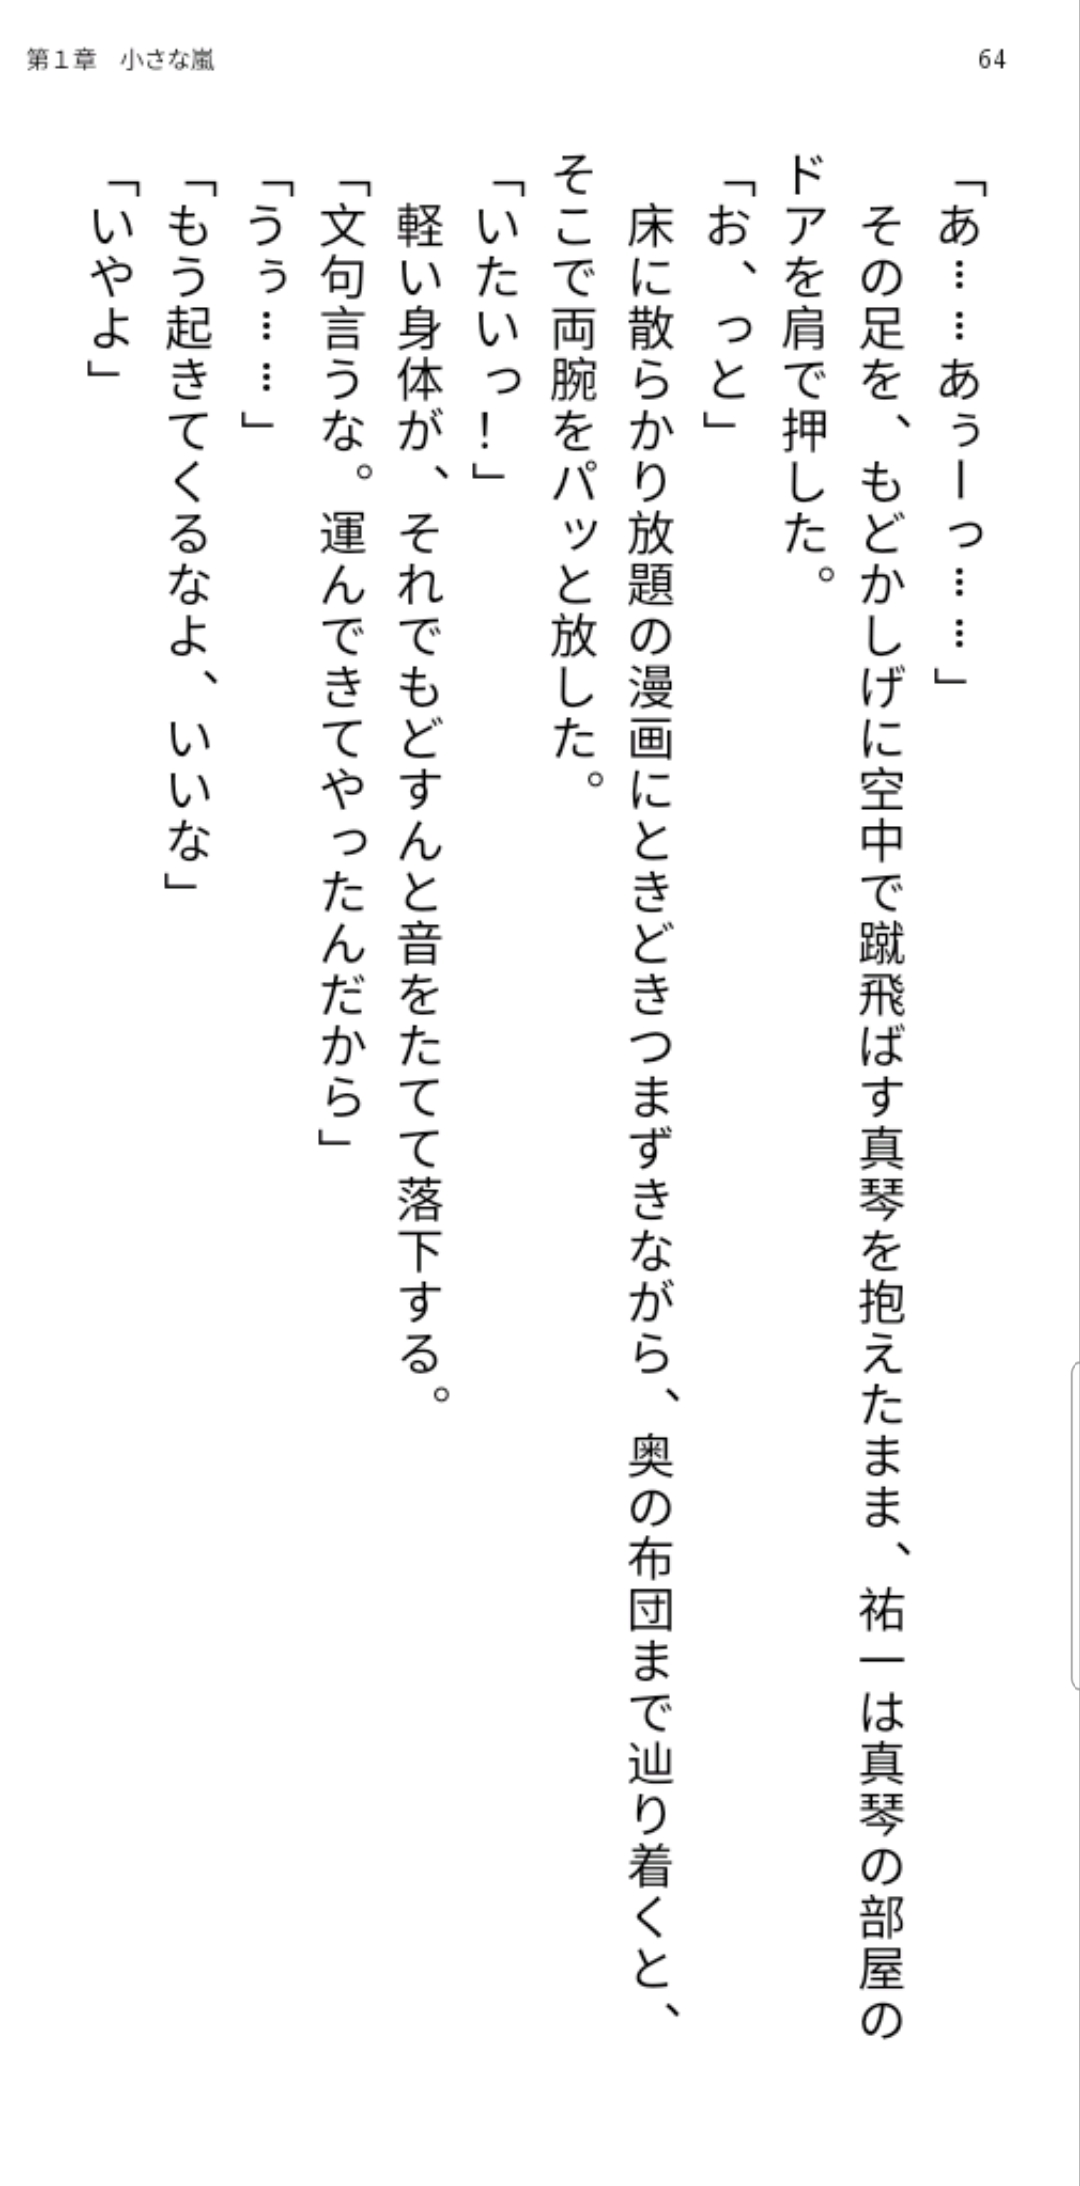 第１章　小さな嵐
64
「あ……あぅーっ……」
　その足を、もどかしげに空中で蹴飛ばす真琴を抱えたまま、祐一は真琴の部屋の
ドアを肩で押した。
「お、っと」
　床に散らかり放題の漫画にときどきつまずきながら、奥の布団まで辿り着くと、
そこで両腕をパッと放した。
「いたいっ！」
　軽い身体が、それでもどすんと音をたてて落下する。
「文句言うな。運んできてやったんだから」
「うぅ……」
「もう起きてくるなよ、いいな」
「いやよ」